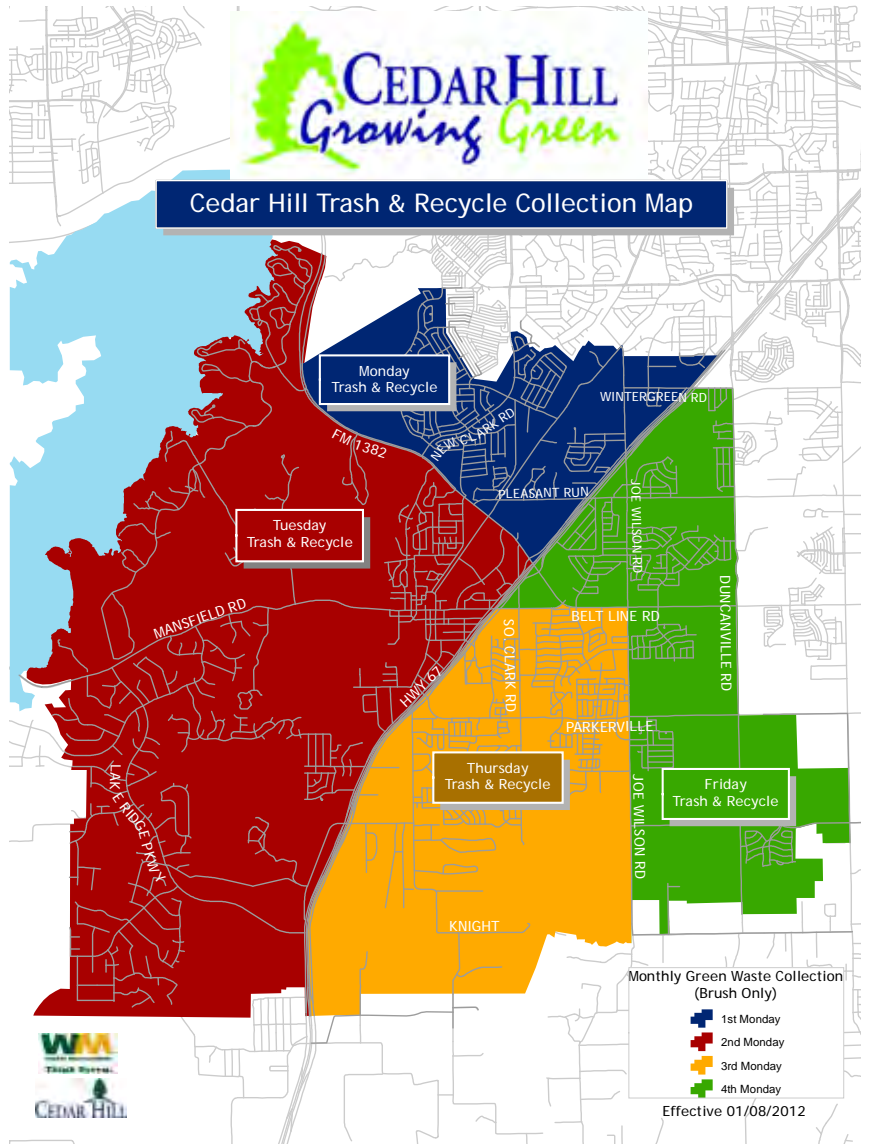 CEDAR HILL
Growing Green
Cedar Hill Trash & Recycle Collection Map
Monday
Trash & Recycle
WINTERGREEN RD
NEW CLARK RD
FM 1382
PLEASANT RUN
JOE WILSON RD
Tuesday
Trash & Recycle
DUNCANVILLE RD
MANSFIELD RD
BELT LINE RD
SO CLARK RD
HWY 67
PARKERVILLE
Thursday
Trash & Recycle
Friday
Trash & Recycle
LAKE RIDGE PKWY
JOE WILSON RD
KNIGHT
Monthly Green Waste Collection
(Brush Only)
1st Monday
2nd Monday
3rd Monday
4th Monday
Effective 01/08/2012
WM
Think Green.
CEDAR HILL